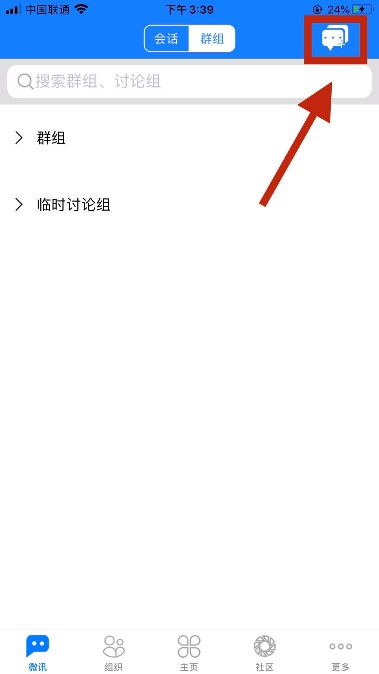 中国联通 下午3:39 24%
会话 群组
搜索群组、讨论组
群组
临时讨论组
微讯 组织 主页 社区 更多